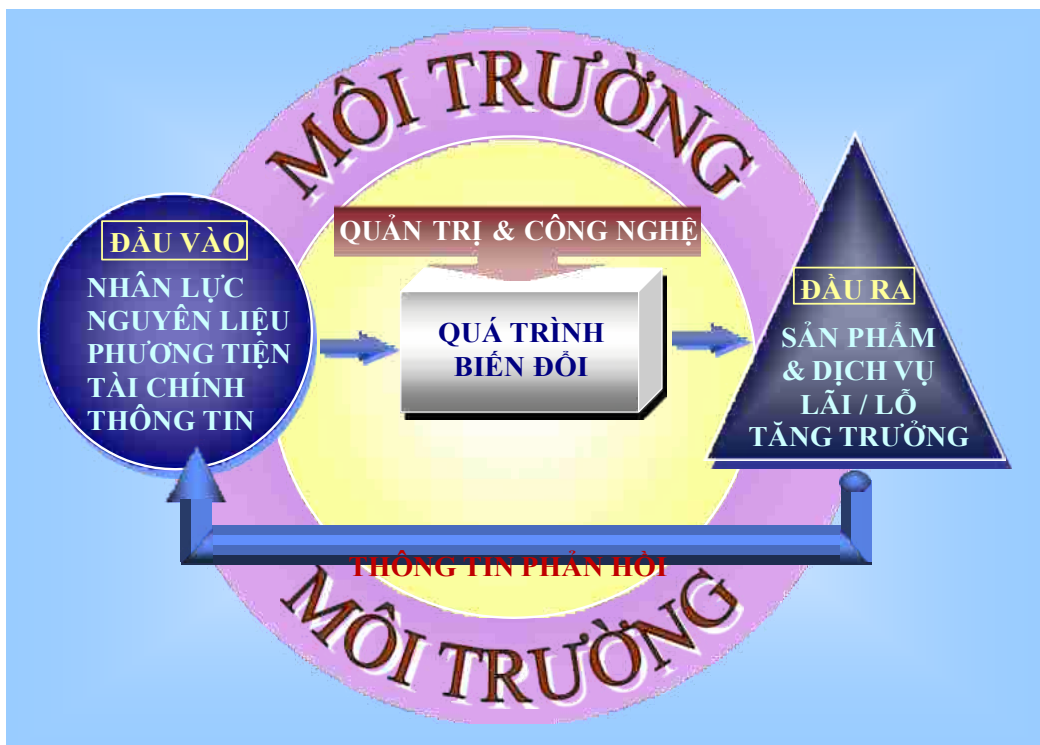 MÔI TRƯỜNG
QUẢN TRỊ & CÔNG NGHỆ
ĐẦU VÀO
NHÂN LỰC
NGUYÊN LIỆU
PHƯƠNG TIỆN
TÀI CHÍNH
THÔNG TIN
QUÁ TRÌNH
BIẾN ĐỔI
ĐẦU RA
SẢN PHẨM
& DỊCH VỤ
LÃI / LỖ
TĂNG TRƯỞNG
THÔNG TIN PHẢN HỒI
MÔI TRƯỜNG